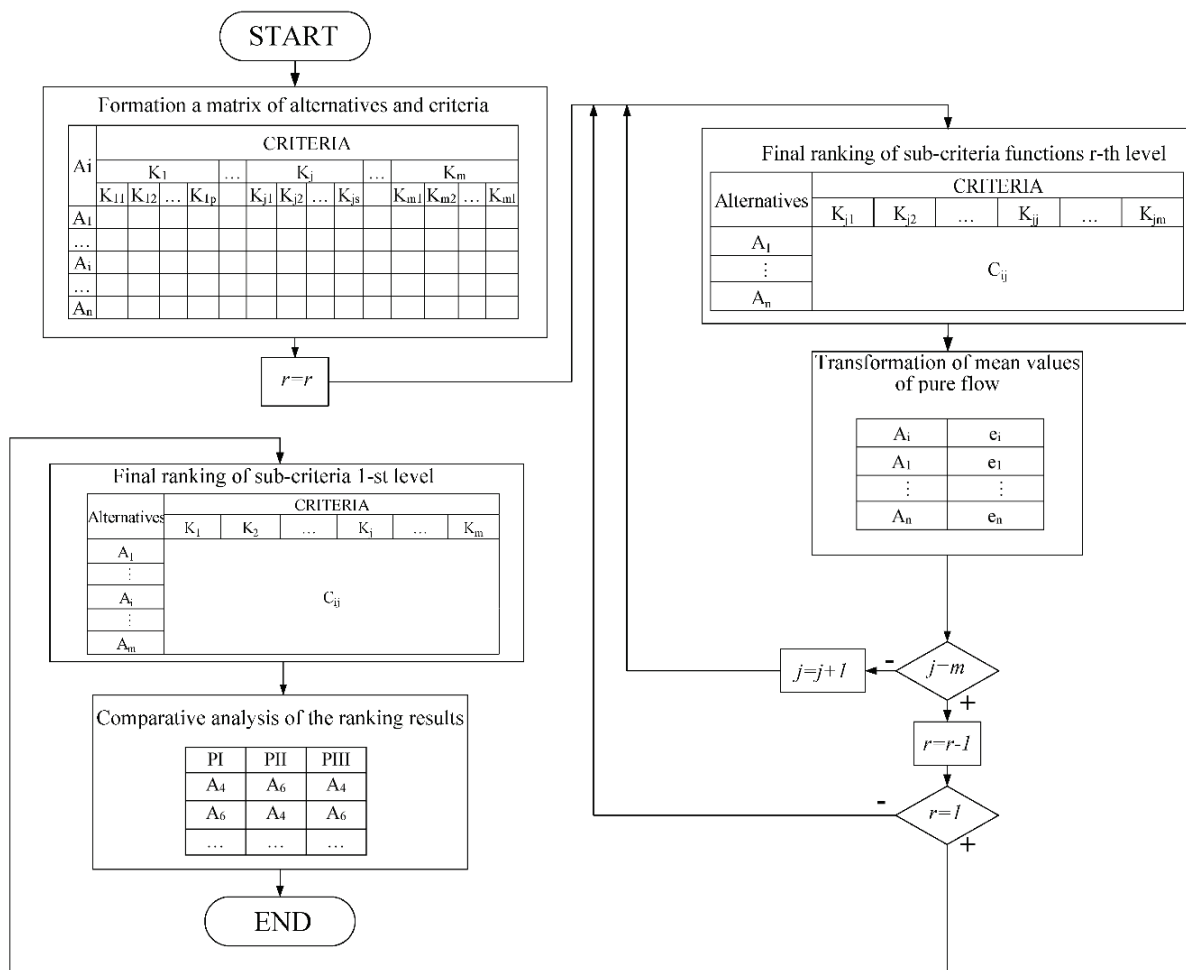 START
Formation a matrix of alternatives and criteria
Ai
CRITERIA
K1 … Kj … Km
K11 K12 … K1p Kj1 Kj2 … Kjs Km1 Km2 … Kml
A1
…
Ai
…
An
r=r
Final ranking of sub-criteria functions r-th level
Alternatives
CRITERIA
Kj1 Kj2 … Kjj … Kjm
A1
⋮
An
Cij
Transformation of mean values
of pure flow
Ai ei
A1 e1
⋮ ⋮
An en
j=m
-
+
j=j+1
r=r-1
r=1
-
+
Final ranking of sub-criteria 1-st level
Alternatives
CRITERIA
K1 K2 … Kj … Km
A1
⋮
Ai
⋮
Am
Cij
Comparative analysis of the ranking results
PI PII PIII
A4 A6 A4
A6 A4 A6
… … …
END